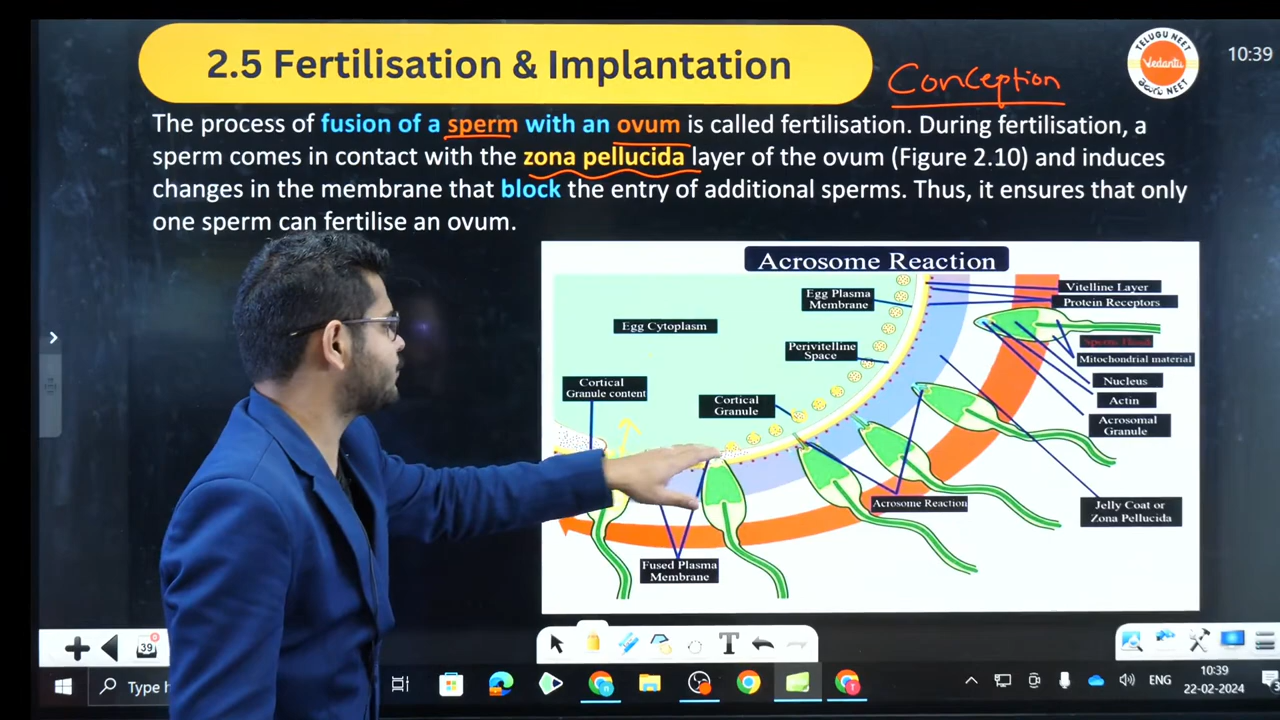 2.5 Fertilisation & Implantation
Conception
TELUGU NEET
Vedantu
తెలుగు NEET
10:39
The process of fusion of a sperm with an ovum is called fertilisation. During fertilisation, a
sperm comes in contact with the zona pellucida layer of the ovum (Figure 2.10) and induces
changes in the membrane that block the entry of additional sperms. Thus, it ensures that only
one sperm can fertilise an ovum.
Acrosome Reaction
Egg Plasma
Membrane
Vitelline Layer
Protein Receptors
Egg Cytoplasm
Perivitelline
Space
Sperm Head
Mitochondrial material
Nucleus
Actin
Acrosomal
Granule
Cortical
Granule content
Cortical
Granule
Acrosome Reaction
Jelly Coat or
Zona Pellucida
Fused Plasma
Membrane
39
T
Type h
ENG
10:39
22-02-2024